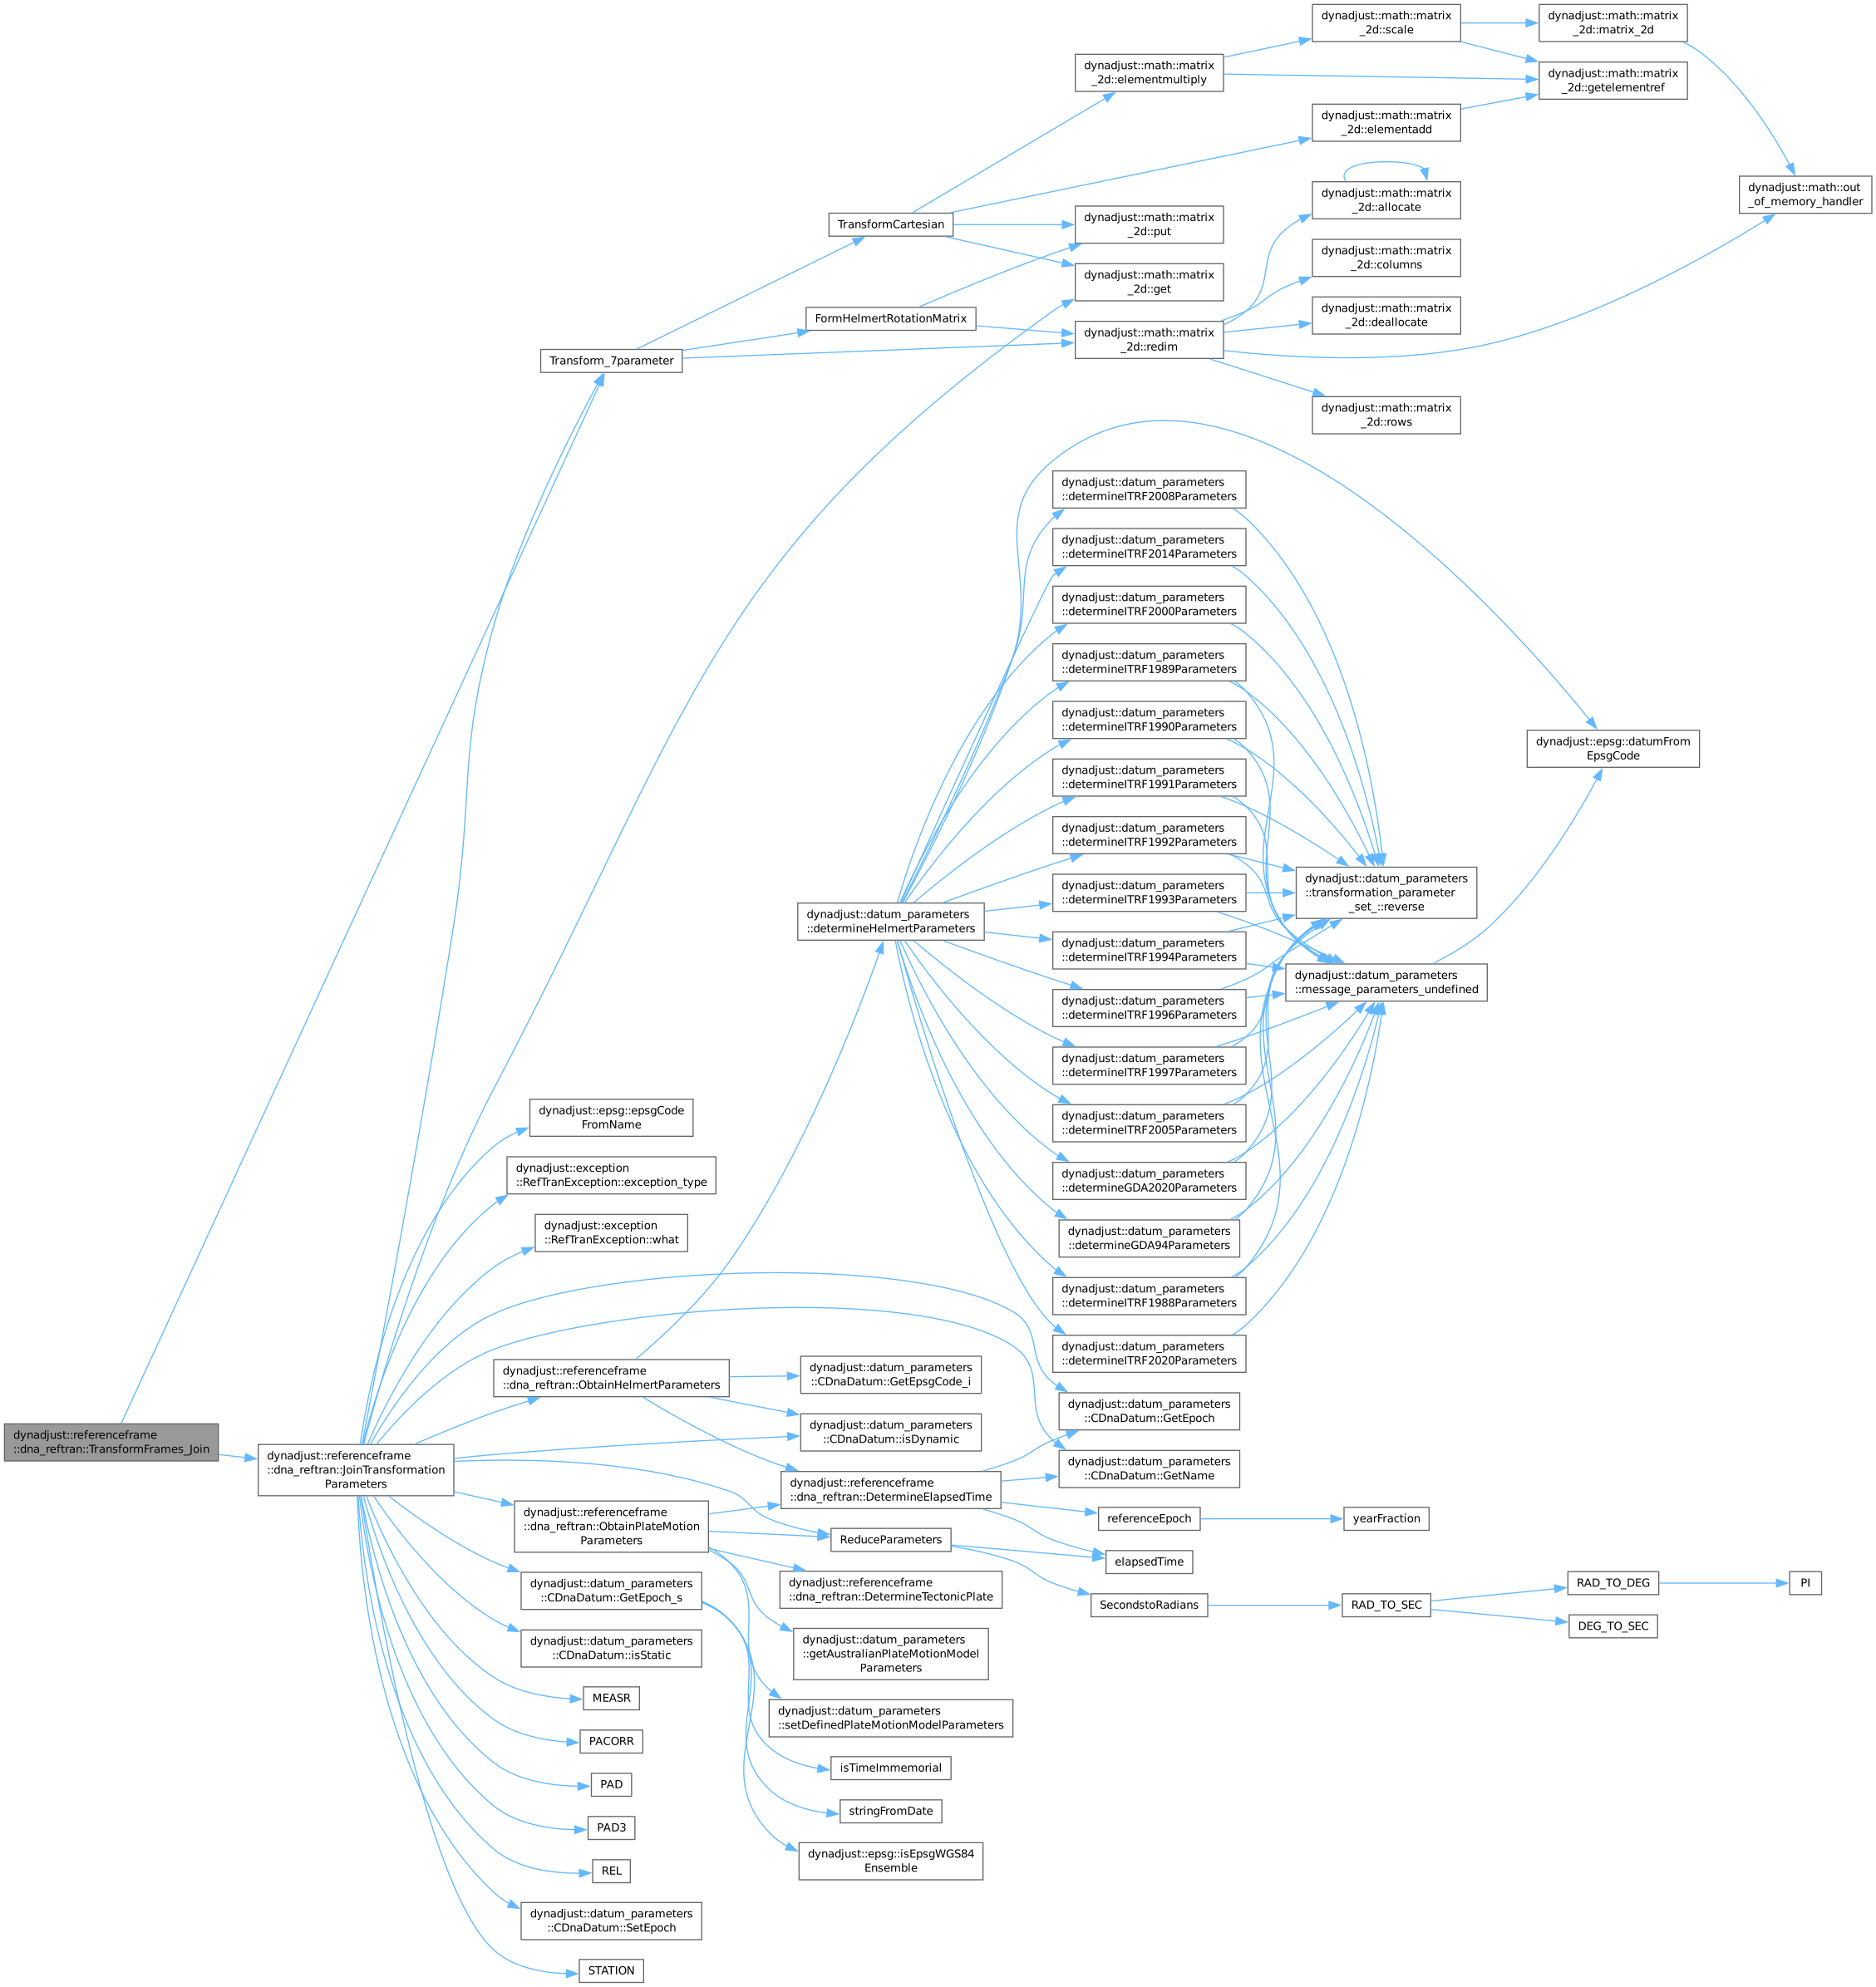 dynadjust::math::matrix
_2d::scale
dynadjust::math::matrix
_2d::matrix_2d
dynadjust::math::matrix
_2d::elementmultiply
dynadjust::math::matrix
_2d::getelementref
dynadjust::math::matrix
_2d::elementadd
dynadjust::math::out
_of_memory_handler
dynadjust::math::matrix
_2d::allocate
TransformCartesian
dynadjust::math::matrix
_2d::put
dynadjust::math::matrix
_2d::columns
dynadjust::math::matrix
_2d::get
FormHelmertRotationMatrix
dynadjust::math::matrix
_2d::deallocate
dynadjust::math::matrix
_2d::redim
Transform_7parameter
dynadjust::math::matrix
_2d::rows
dynadjust::datum_parameters
::determineITRF2008Parameters
dynadjust::datum_parameters
::determineITRF2014Parameters
dynadjust::datum_parameters
::determineITRF2000Parameters
dynadjust::datum_parameters
::determineITRF1989Parameters
dynadjust::datum_parameters
::determineITRF1990Parameters
dynadjust::epsg::datumFrom
EpsgCode
dynadjust::datum_parameters
::determineITRF1991Parameters
dynadjust::datum_parameters
::determineITRF1992Parameters
dynadjust::datum_parameters
::transformation_parameter
_set_::reverse
dynadjust::datum_parameters
::determineITRF1993Parameters
dynadjust::datum_parameters
::determineHelmertParameters
dynadjust::datum_parameters
::determineITRF1994Parameters
dynadjust::datum_parameters
::message_parameters_undefined
dynadjust::datum_parameters
::determineITRF1996Parameters
dynadjust::datum_parameters
::determineITRF1997Parameters
dynadjust::epsg::epsgCode
FromName
dynadjust::datum_parameters
::determineITRF2005Parameters
dynadjust::exception
::RefTranException::exception_type
dynadjust::datum_parameters
::determineGDA2020Parameters
dynadjust::exception
::RefTranException::what
dynadjust::datum_parameters
::determineGDA94Parameters
dynadjust::datum_parameters
::determineITRF1988Parameters
dynadjust::datum_parameters
::determineITRF2020Parameters
dynadjust::referenceframe
::dna_reftran::ObtainHelmertParameters
dynadjust::datum_parameters
::CDnaDatum::GetEpsgCode_i
dynadjust::datum_parameters
::CDnaDatum::GetEpoch
dynadjust::referenceframe
::dna_reftran::TransformFrames_Join
dynadjust::datum_parameters
::CDnaDatum::isDynamic
dynadjust::referenceframe
::dna_reftran::JoinTransformation
Parameters
dynadjust::datum_parameters
::CDnaDatum::GetName
dynadjust::referenceframe
::dna_reftran::DetermineElapsedTime
dynadjust::referenceframe
::dna_reftran::ObtainPlateMotion
Parameters
referenceEpoch
yearFraction
ReduceParameters
elapsedTime
dynadjust::datum_parameters
::CDnaDatum::GetEpoch_s
dynadjust::referenceframe
::dna_reftran::DetermineTectonicPlate
SecondstoRadians
RAD_TO_SEC
RAD_TO_DEG
PI
DEG_TO_SEC
dynadjust::datum_parameters
::CDnaDatum::isStatic
dynadjust::datum_parameters
::getAustralianPlateMotionModel
Parameters
MEASR
dynadjust::datum_parameters
::setDefinedPlateMotionModelParameters
PACORR
isTimeImmemorial
PAD
stringFromDate
PAD3
dynadjust::epsg::isEpsgWGS84
Ensemble
REL
dynadjust::datum_parameters
::CDnaDatum::SetEpoch
STATION